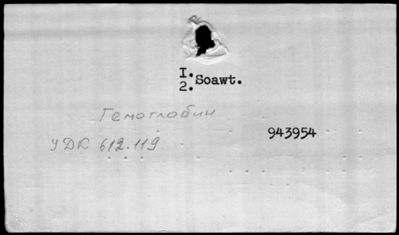 I.
2. Soawt.
Гемоглобин
943954
УДК 612.119